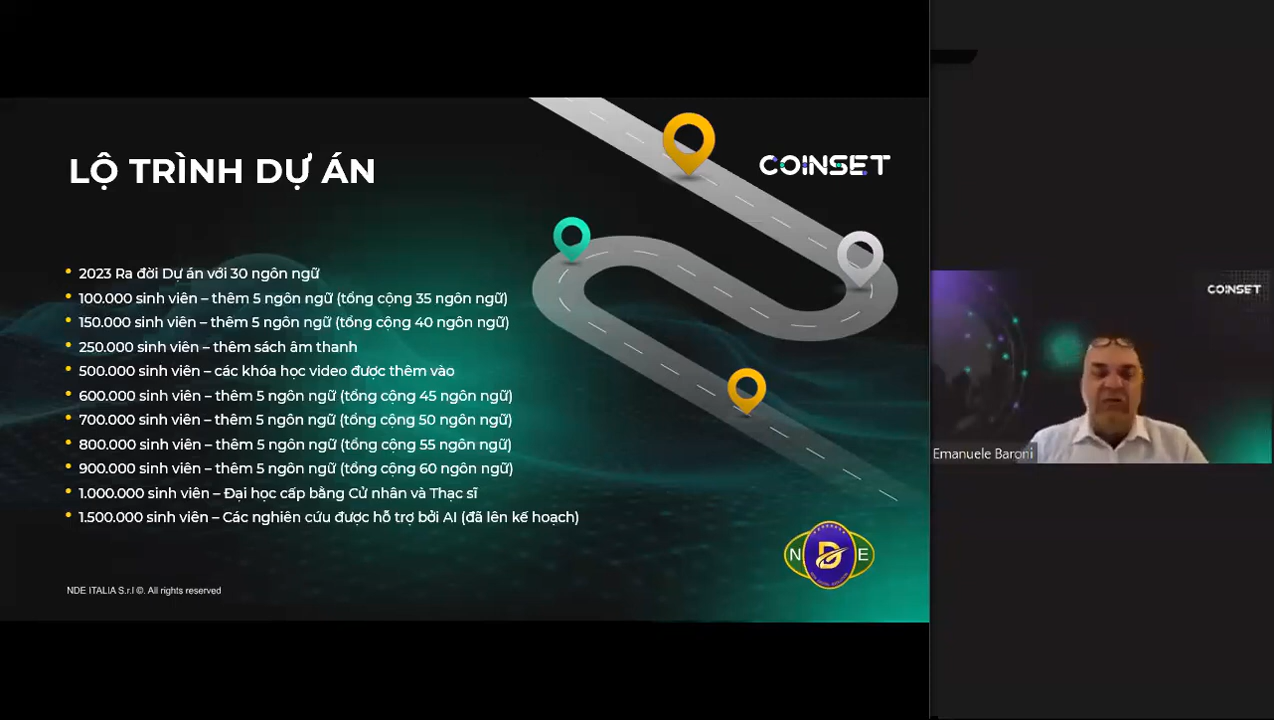 LỘ TRÌNH DỰ ÁN
COINSET
• 2023 Ra đời Dự án với 30 ngôn ngữ
• 100.000 sinh viên – thêm 5 ngôn ngữ (tổng cộng 35 ngôn ngữ)
• 150.000 sinh viên – thêm 5 ngôn ngữ (tổng cộng 40 ngôn ngữ)
• 250.000 sinh viên – thêm sách âm thanh
• 500.000 sinh viên – các khóa học video được thêm vào
• 600.000 sinh viên – thêm 5 ngôn ngữ (tổng cộng 45 ngôn ngữ)
• 700.000 sinh viên – thêm 5 ngôn ngữ (tổng cộng 50 ngôn ngữ)
• 800.000 sinh viên – thêm 5 ngôn ngữ (tổng cộng 55 ngôn ngữ)
• 900.000 sinh viên – thêm 5 ngôn ngữ (tổng cộng 60 ngôn ngữ)
• 1.000.000 sinh viên – Đại học cấp bằng Cử nhân và Thạc sĩ
• 1.500.000 sinh viên – Các nghiên cứu được hỗ trợ bởi AI (đã lên kế hoạch)
N D E
NDE ITALIA S.r.l ©. All rights reserved
COINSET
Emanuele Baroni